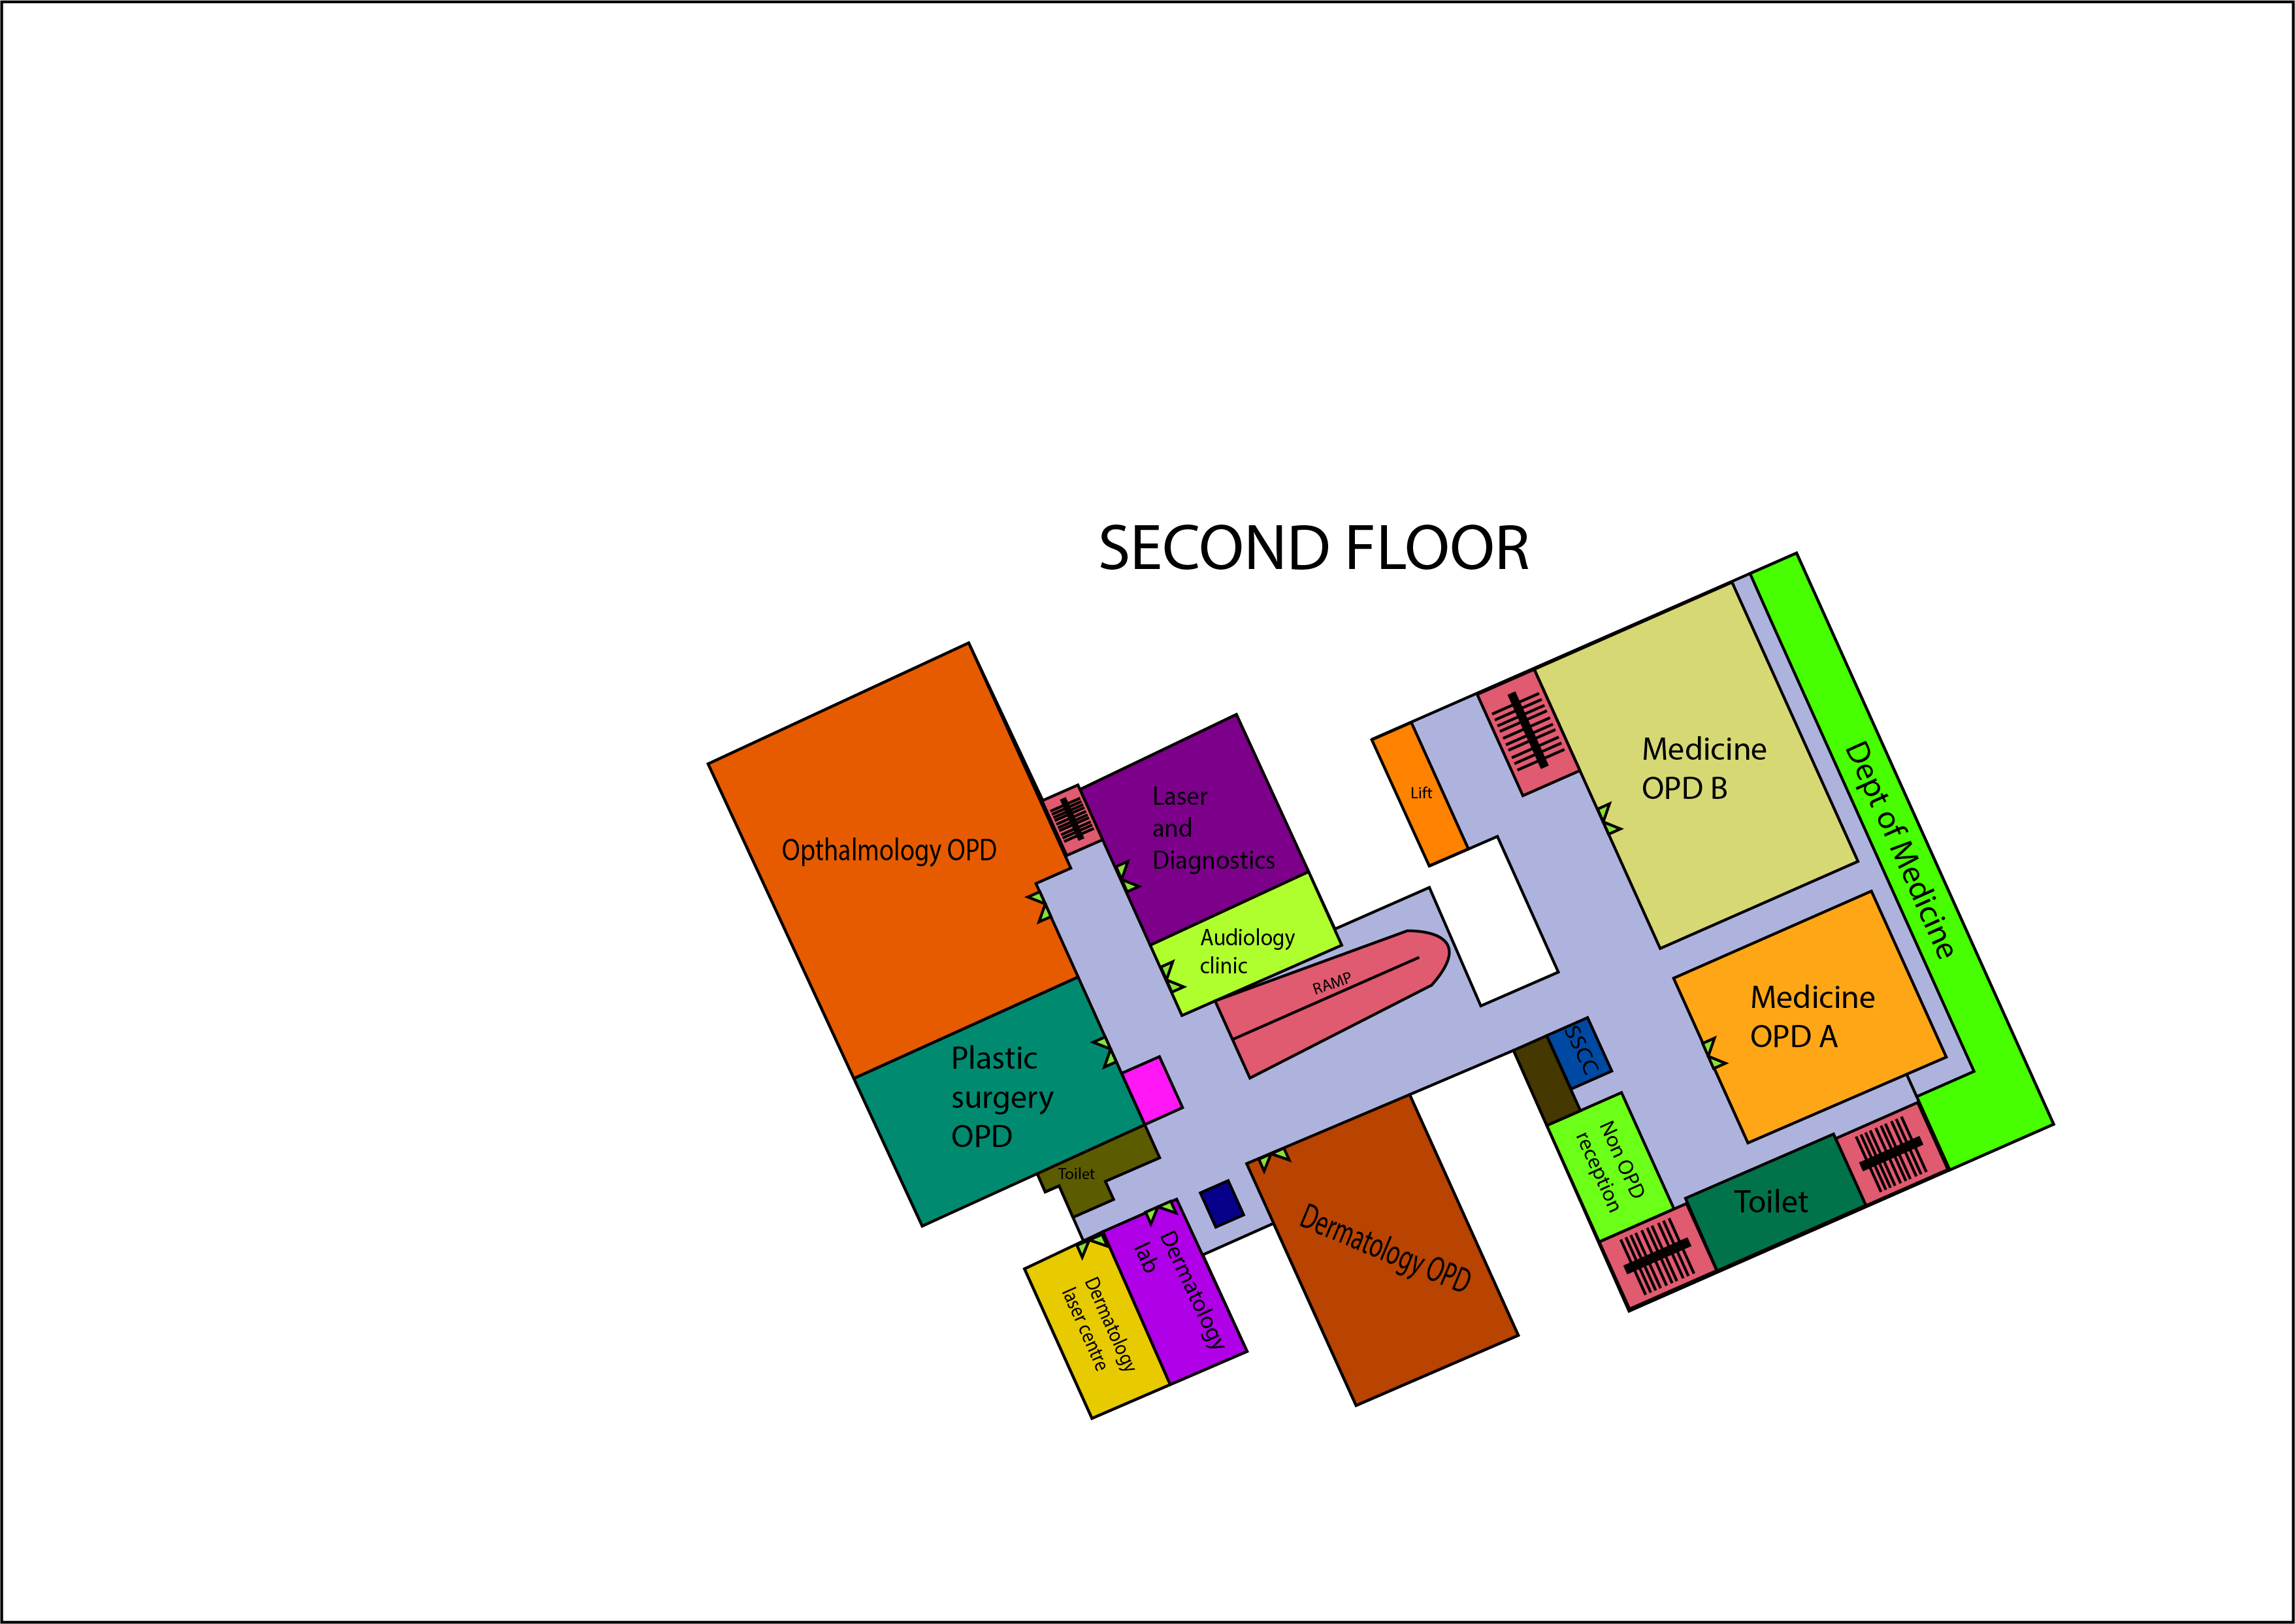 SECOND FLOOR
Opthalmology OPD
Laser
and
Diagnostics
Audiology
clinic
RAMP
Lift
Medicine
OPD B
Dept of Medicine
Medicine
OPD A
SSCC
Plastic
surgery
OPD
Toilet
Non OPD
reception
Toilet
Dermatology OPD
Dermatology
lab
Dermatology
laser centre